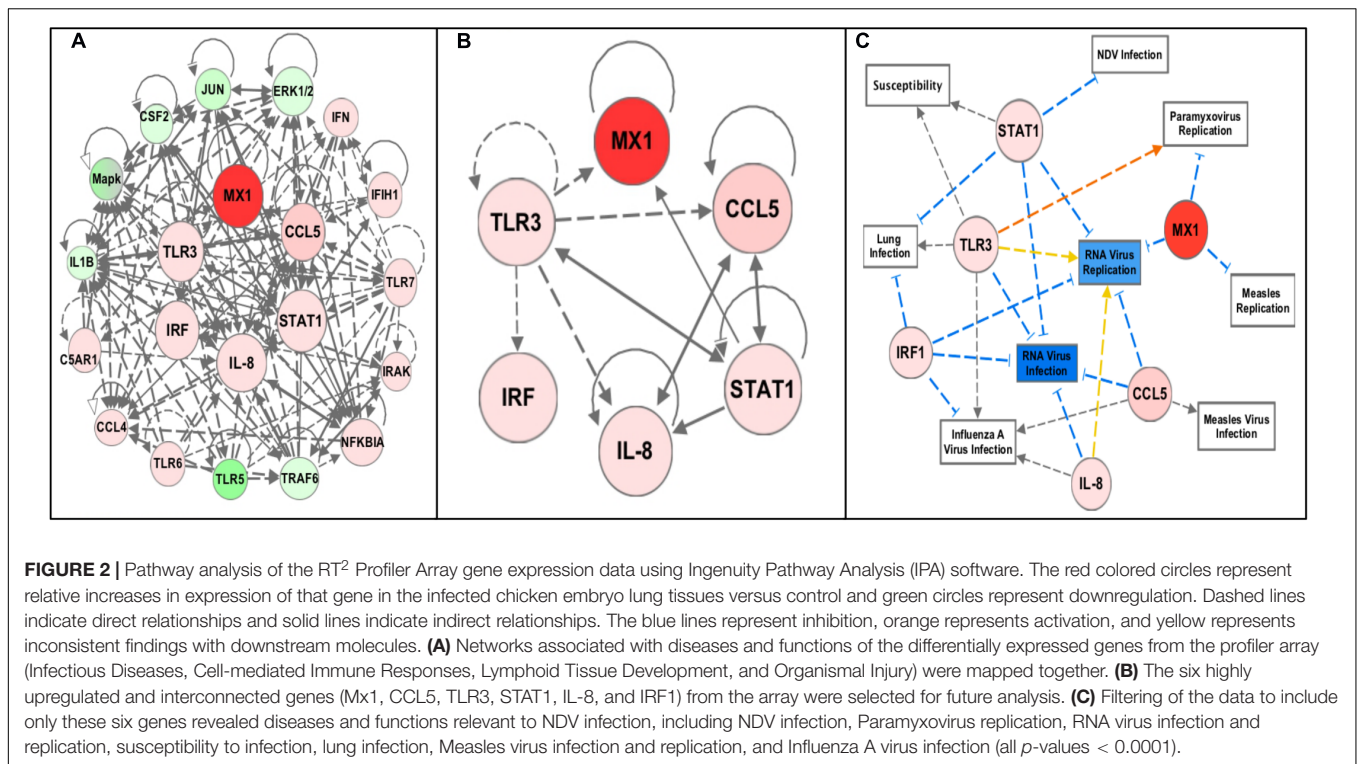 A
JUN
ERK1/2
CSF2
IFN
Mapk
MX1
IFIH1
CCL5
TLR3
IL1B
TLR7
STAT1
IRF
C5AR1
IL-8
IRAK
CCL4
NFKBIA
TLR6
TLR5
TRAF6
B
MX1
CCL5
TLR3
STAT1
IRF
IL-8
C
NDV Infection
Susceptibility
STAT1
Paramyxovirus
Replication
MX1
Lung
Infection
TLR3
RNA Virus
Replication
Measles
Replication
IRF1
RNA Virus
Infection
CCL5
Measles Virus
Infection
Influenza A
Virus Infection
IL-8
FIGURE 2 | Pathway analysis of the RT² Profiler Array gene expression data using Ingenuity Pathway Analysis (IPA) software. The red colored circles represent
relative increases in expression of that gene in the infected chicken embryo lung tissues versus control and green circles represent downregulation. Dashed lines
indicate direct relationships and solid lines indicate indirect relationships. The blue lines represent inhibition, orange represents activation, and yellow represents
inconsistent findings with downstream molecules. (A) Networks associated with diseases and functions of the differentially expressed genes from the profiler array
(Infectious Diseases, Cell-mediated Immune Responses, Lymphoid Tissue Development, and Organismal Injury) were mapped together. (B) The six highly
upregulated and interconnected genes (Mx1, CCL5, TLR3, STAT1, IL-8, and IRF1) from the array were selected for future analysis. (C) Filtering of the data to include
only these six genes revealed diseases and functions relevant to NDV infection, including NDV infection, Paramyxovirus replication, RNA virus infection and
replication, susceptibility to infection, lung infection, Measles virus infection and replication, and Influenza A virus infection (all p-values < 0.0001).